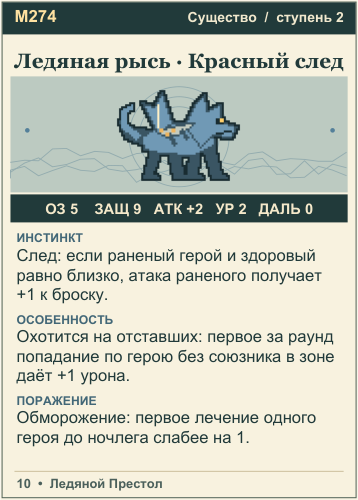 M274
Существо / ступень 2
Ледяная рысь · Красный след
ОЗ 5 ЗАЩ 9 АТК +2 УР 2 ДАЛЬ 0
ИНСТИНКТ
След: если раненый герой и здоровый
равно близко, атака раненого получает
+1 к броску.
ОСОБЕННОСТЬ
Охотится на отставших: первое за раунд
попадание по герою без союзника в зоне
даёт +1 урона.
ПОРАЖЕНИЕ
Обморожение: первое лечение одного
героя до ночлега слабее на 1.
10 • Ледяной Престол